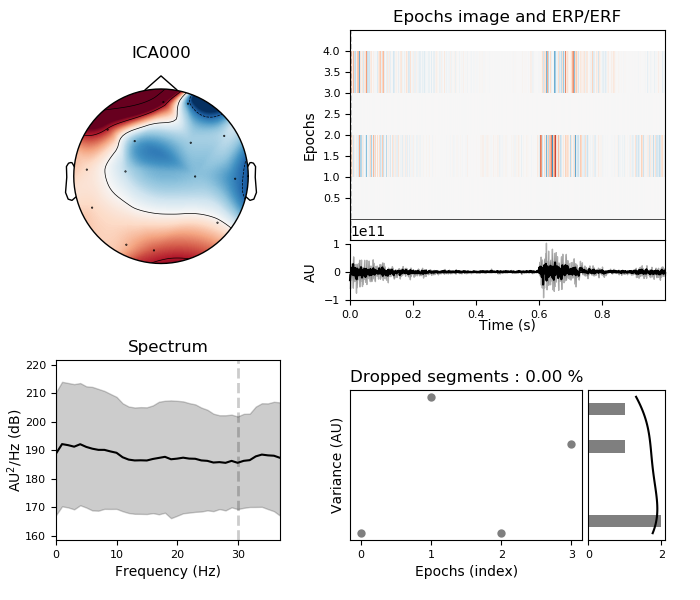 ICA000
Epochs image and ERP/ERF
Epochs
4.0
3.5
3.0
2.5
2.0
1.5
1.0
0.5
1e11
AU
1
0
−1
0.0 0.2 0.4 0.6 0.8
Time (s)
Spectrum
AU²/Hz (dB)
220
210
200
190
180
170
160
0 10 20 30
Frequency (Hz)
Dropped segments : 0.00 %
Variance (AU)
0 1 2 3
Epochs (index)
0 2